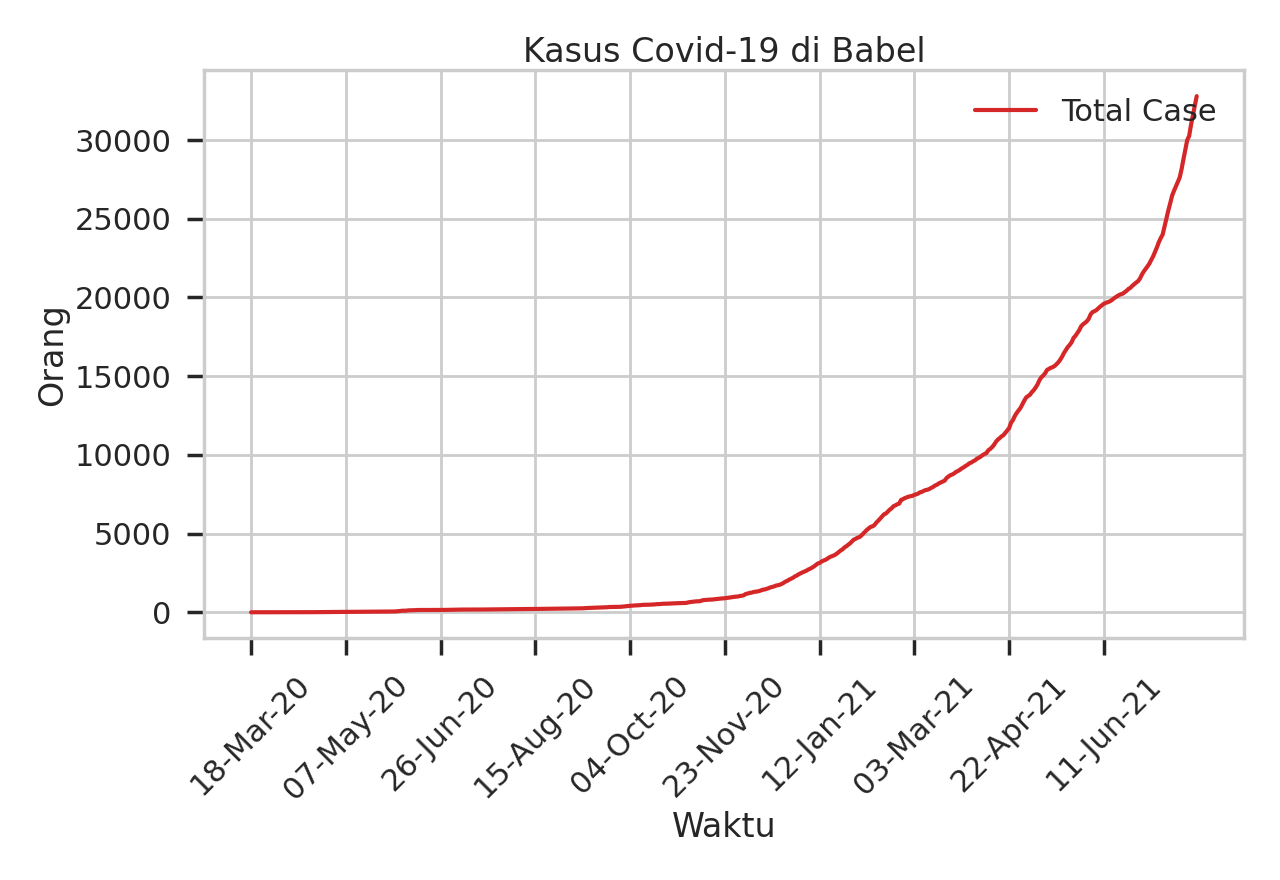 Kasus Covid-19 di Babel
Total Case
30000
25000
20000
15000
10000
5000
0
Orang
18-Mar-20
07-May-20
26-Jun-20
15-Aug-20
04-Oct-20
23-Nov-20
12-Jan-21
03-Mar-21
22-Apr-21
11-Jun-21
Waktu